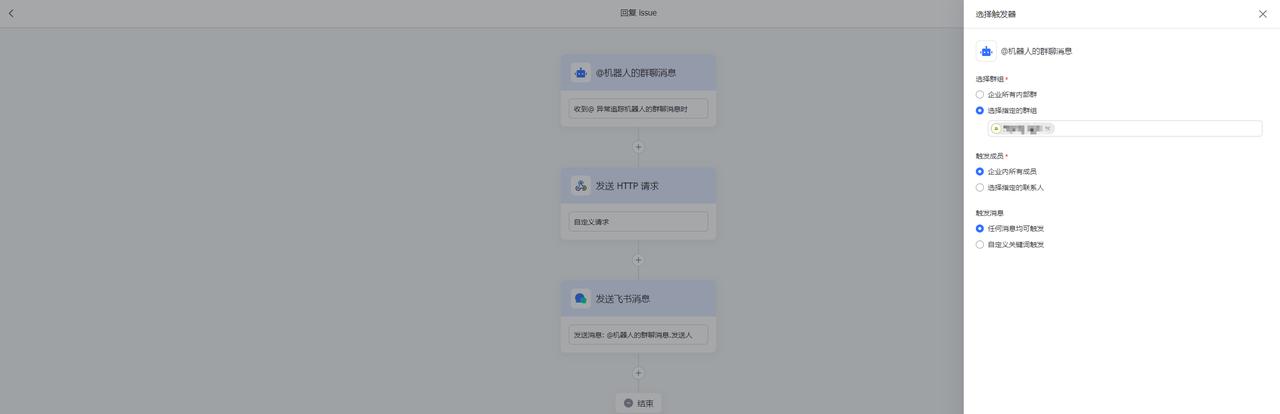 回复 issue
@机器人的群聊消息
收到@ 异常追踪机器人的群聊消息时
发送 HTTP 请求
自定义请求
发送飞书消息
发送消息: @机器人的群聊消息.发送人
结束
选择触发器
@机器人的群聊消息
选择群组*
企业所有内部群
选择指定的群组
触发成员*
企业内所有成员
选择指定的联系人
触发消息
任何消息均可触发
自定义关键词触发